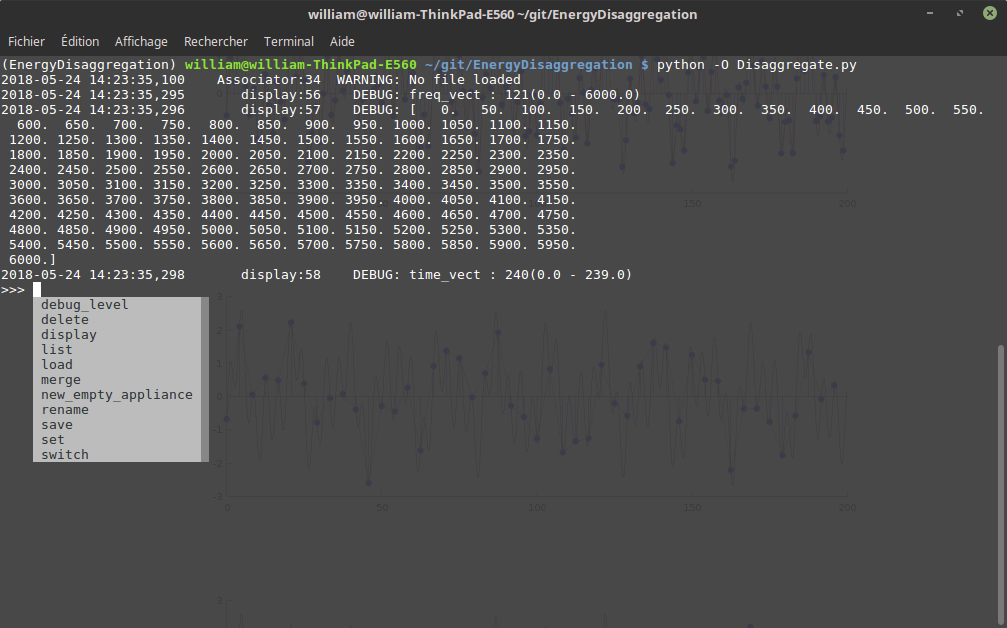 william@william-ThinkPad-E560 ~/git/EnergyDisaggregation
Fichier Édition Affichage Rechercher Terminal Aide
(EnergyDisaggregation) william@william-ThinkPad-E560 ~/git/EnergyDisaggregation $ python -O Disaggregate.py
2018-05-24 14:23:35,100 Associator:34 WARNING: No file loaded
2018-05-24 14:23:35,295 display:56 DEBUG: freq_vect : 121(0.0 - 6000.0)
2018-05-24 14:23:35,296 display:57 DEBUG: [ 0. 50. 100. 150. 200. 250. 300. 350. 400. 450. 500. 550.
600. 650. 700. 750. 800. 850. 900. 950. 1000. 1050. 1100. 1150.
1200. 1250. 1300. 1350. 1400. 1450. 1500. 1550. 1600. 1650. 1700. 1750.
1800. 1850. 1900. 1950. 2000. 2050. 2100. 2150. 2200. 2250. 2300. 2350.
2400. 2450. 2500. 2550. 2600. 2650. 2700. 2750. 2800. 2850. 2900. 2950.
3000. 3050. 3100. 3150. 3200. 3250. 3300. 3350. 3400. 3450. 3500. 3550.
3600. 3650. 3700. 3750. 3800. 3850. 3900. 3950. 4000. 4050. 4100. 4150.
4200. 4250. 4300. 4350. 4400. 4450. 4500. 4550. 4600. 4650. 4700. 4750.
4800. 4850. 4900. 4950. 5000. 5050. 5100. 5150. 5200. 5250. 5300. 5350.
5400. 5450. 5500. 5550. 5600. 5650. 5700. 5750. 5800. 5850. 5900. 5950.
6000.]
2018-05-24 14:23:35,298 display:58 DEBUG: time_vect : 240(0.0 - 239.0)
>>>
debug_level
delete
display
list
load
merge
new_empty_appliance
rename
save
set
switch
150 200
0 50 100 150 200